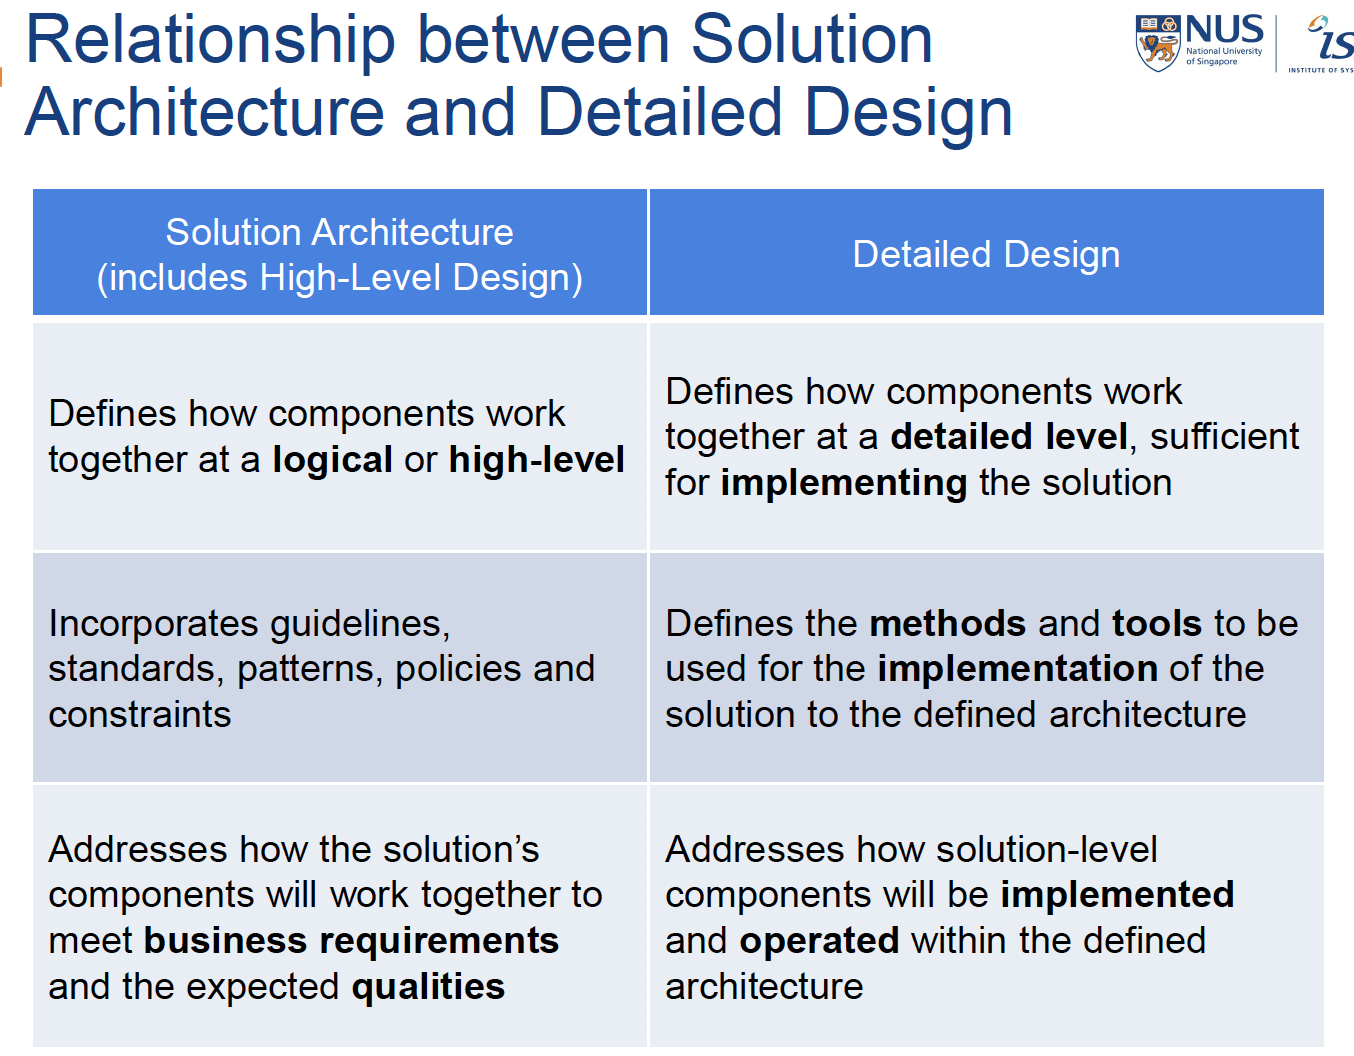 Relationship between Solution
Architecture and Detailed Design
NUS
National University
of Singapore
INSTITUTE OF
Solution Architecture
(includes High-Level Design)
Detailed Design
Defines how components work
together at a logical or high-level
Defines how components work
together at a detailed level, sufficient
for implementing the solution
Incorporates guidelines,
standards, patterns, policies and
constraints
Defines the methods and tools to be
used for the implementation of the
solution to the defined architecture
Addresses how the solution’s
components will work together to
meet business requirements
and the expected qualities
Addresses how solution-level
components will be implemented
and operated within the defined
architecture